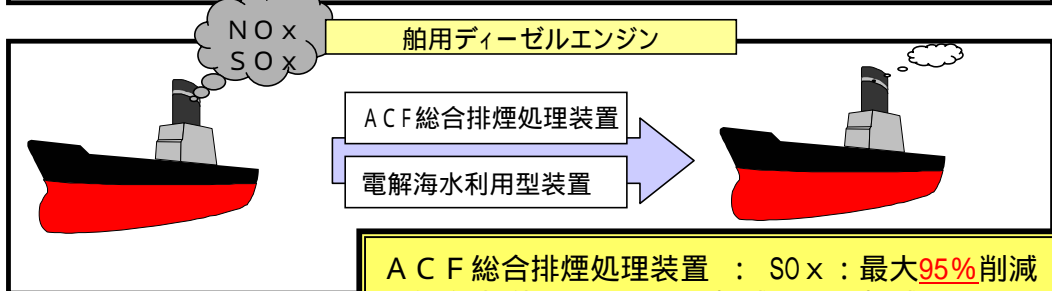 NOx
SOx
舶用ディーゼルエンジン
ACF総合排煙処理装置
電解海水利用型装置
ACF総合排煙処理装置 : SOx:最大95%削減